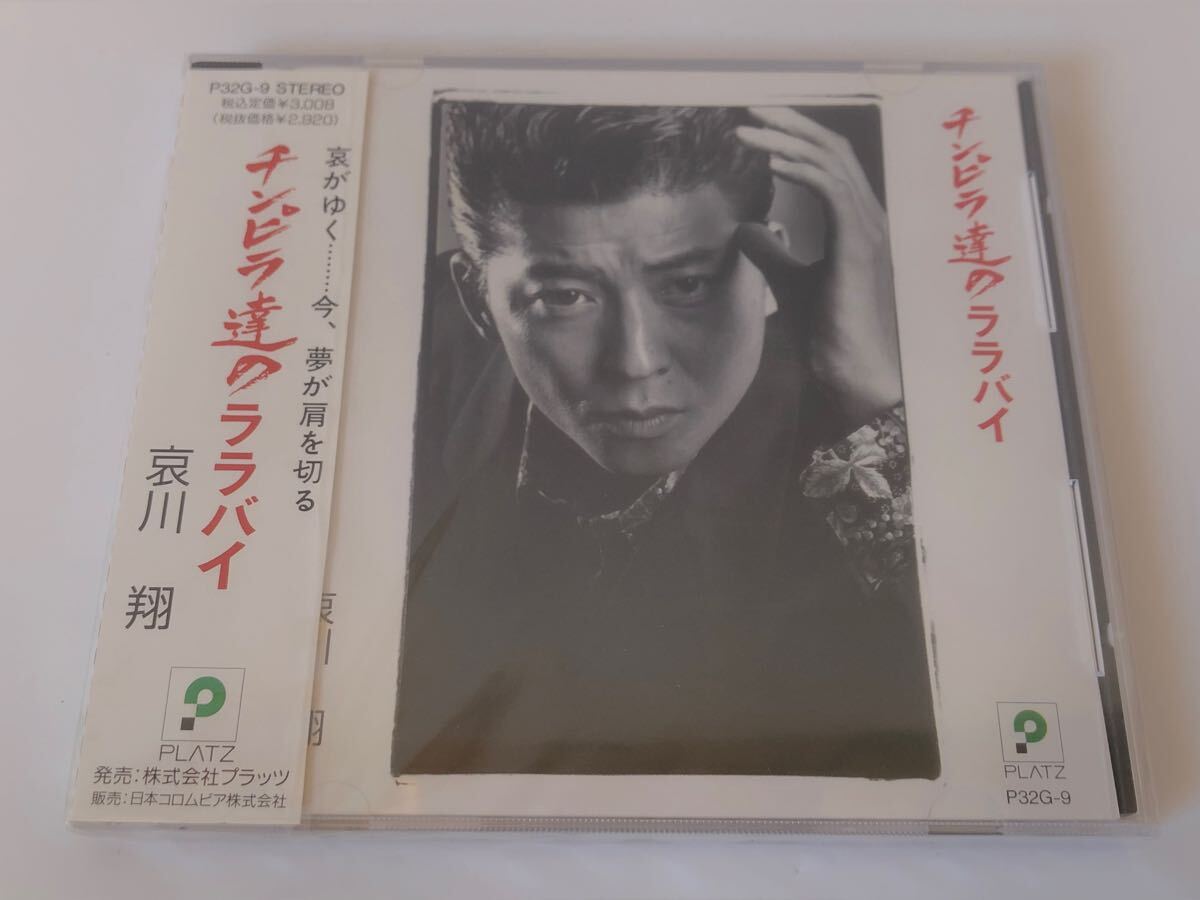 P32G-9 STEREO
税込定価¥3,008
(税抜価格¥2,920)
哀がゆく………今、夢が肩を切る
チンピラ達のララバイ
哀川 翔
PLATZ
発売:株式会社プラッツ
販売:日本コロムビア株式会社
哀川 翔
チンピラ達のララバイ
PLATZ
P32G-9